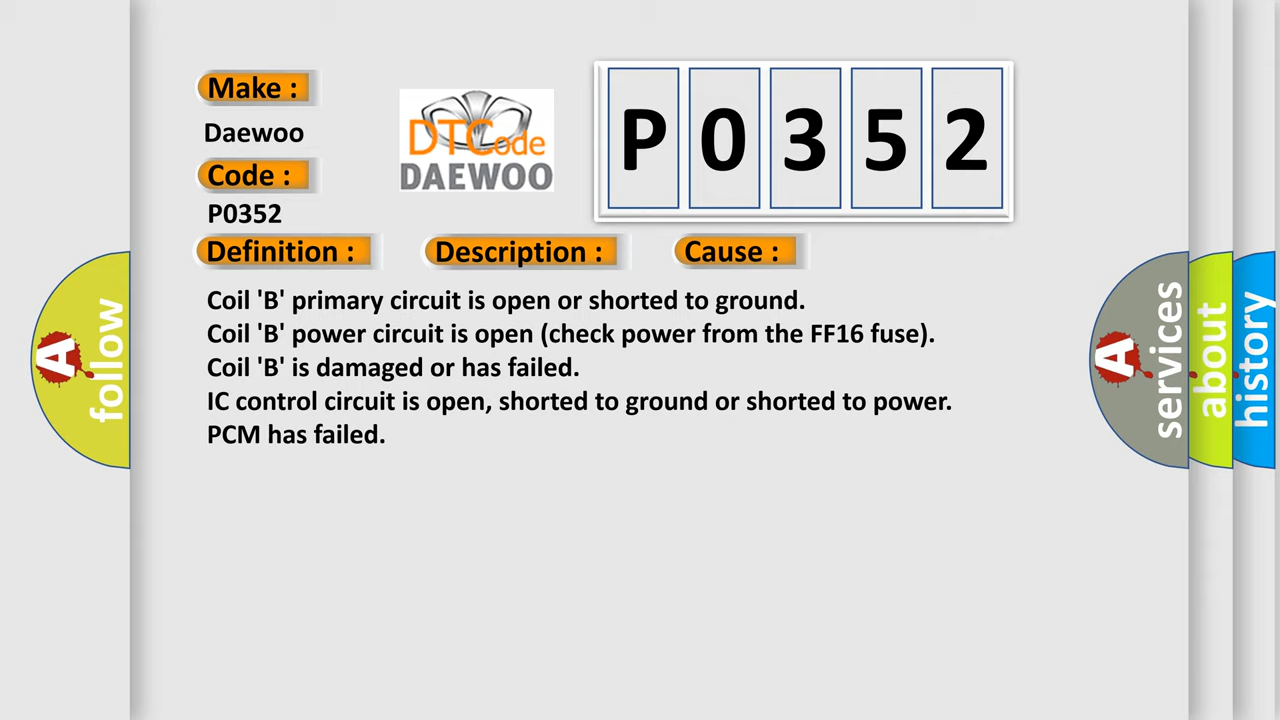 Make :
Daewoo
Code :
P0352
DTCode
DAEWOO
P0352
Definition :
Description :
Cause :
Coil 'B' primary circuit is open or shorted to ground.
Coil 'B' power circuit is open (check power from the FF16 fuse).
Coil 'B' is damaged or has failed.
IC control circuit is open, shorted to ground or shorted to power.
PCM has failed.
A follow
A services
about
history